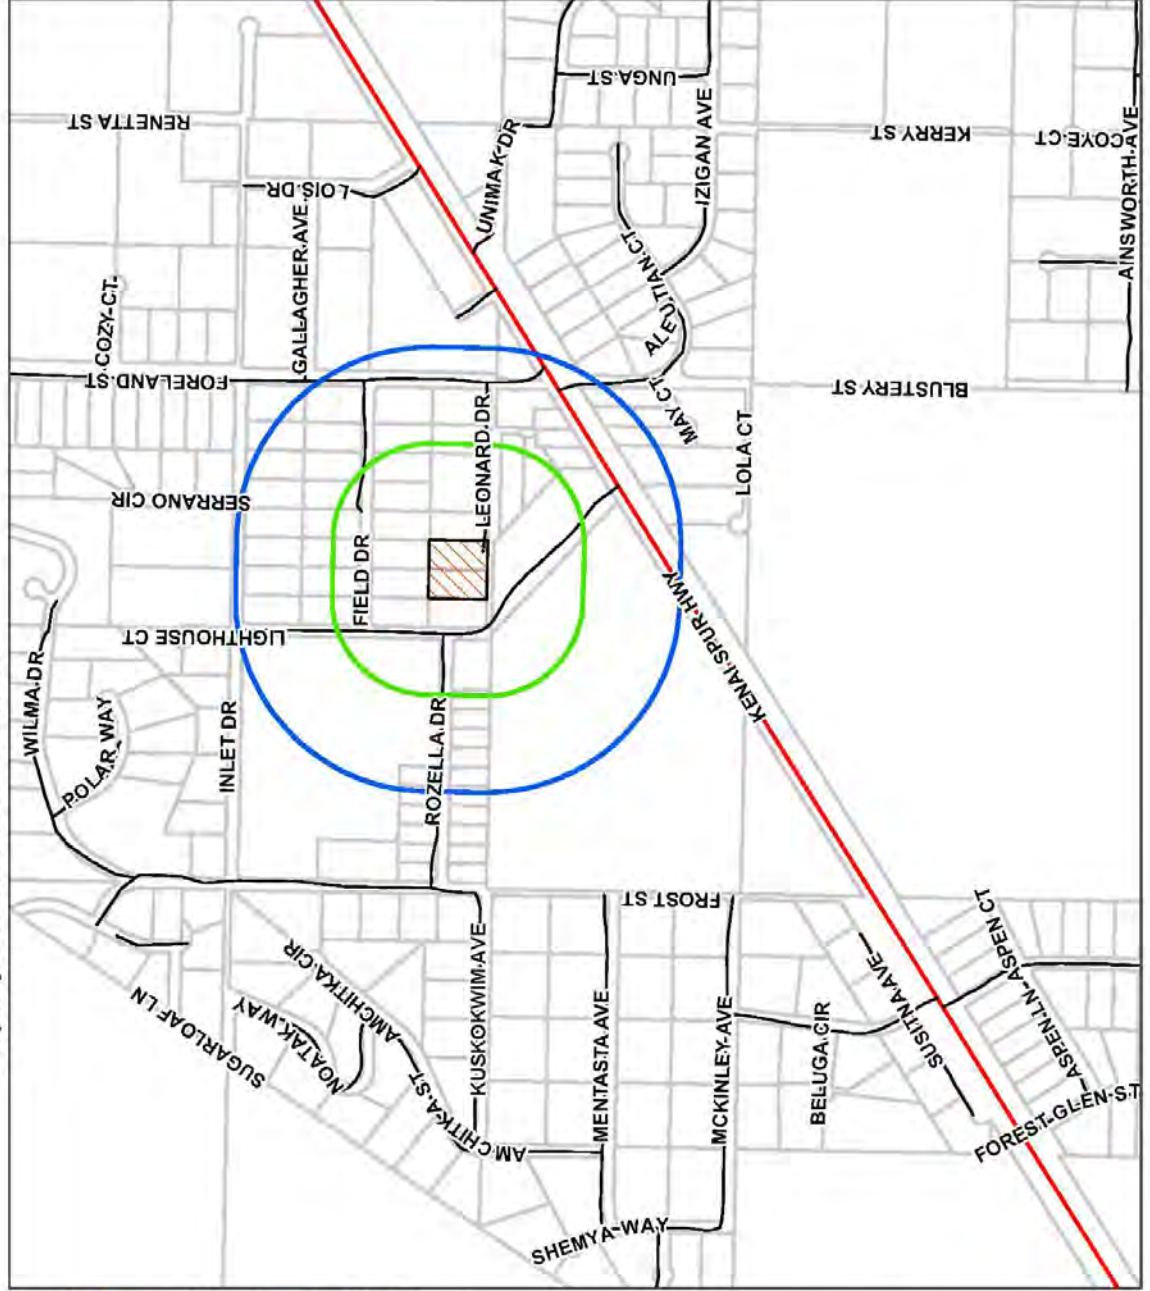 UNGA ST
RENETTA ST
KERRY ST
COYE CT
UNIMAK DR
IZIGAN AVE
AINSWORTH AVE
LOIS DR
GALLAGHER AVE
ALEUTIAN CT
COZY CT
FORELAND ST
BLUSTERY ST
MAY CT
LEONARD DR
LOLA CT
SERRANO CIR
FIELD DR
LIGHTHOUSE CT
KENAI SPUR HWY
WILMA DR
POLAR WAY
INLET DR
ROZELLA DR
FROST ST
ASPEN CT
AMCHITKA CIR
KUSKOKWIM AVE
SUGARLOAF LN
NOATAK WAY
MENTASTA AVE
MCKINLEY AVE
BELUGA CIR
SUSITNA AVE
ASPEN LN
AMCHITKA ST
AMCHITKA
FOREST GLEN ST
SHEMYA WAY